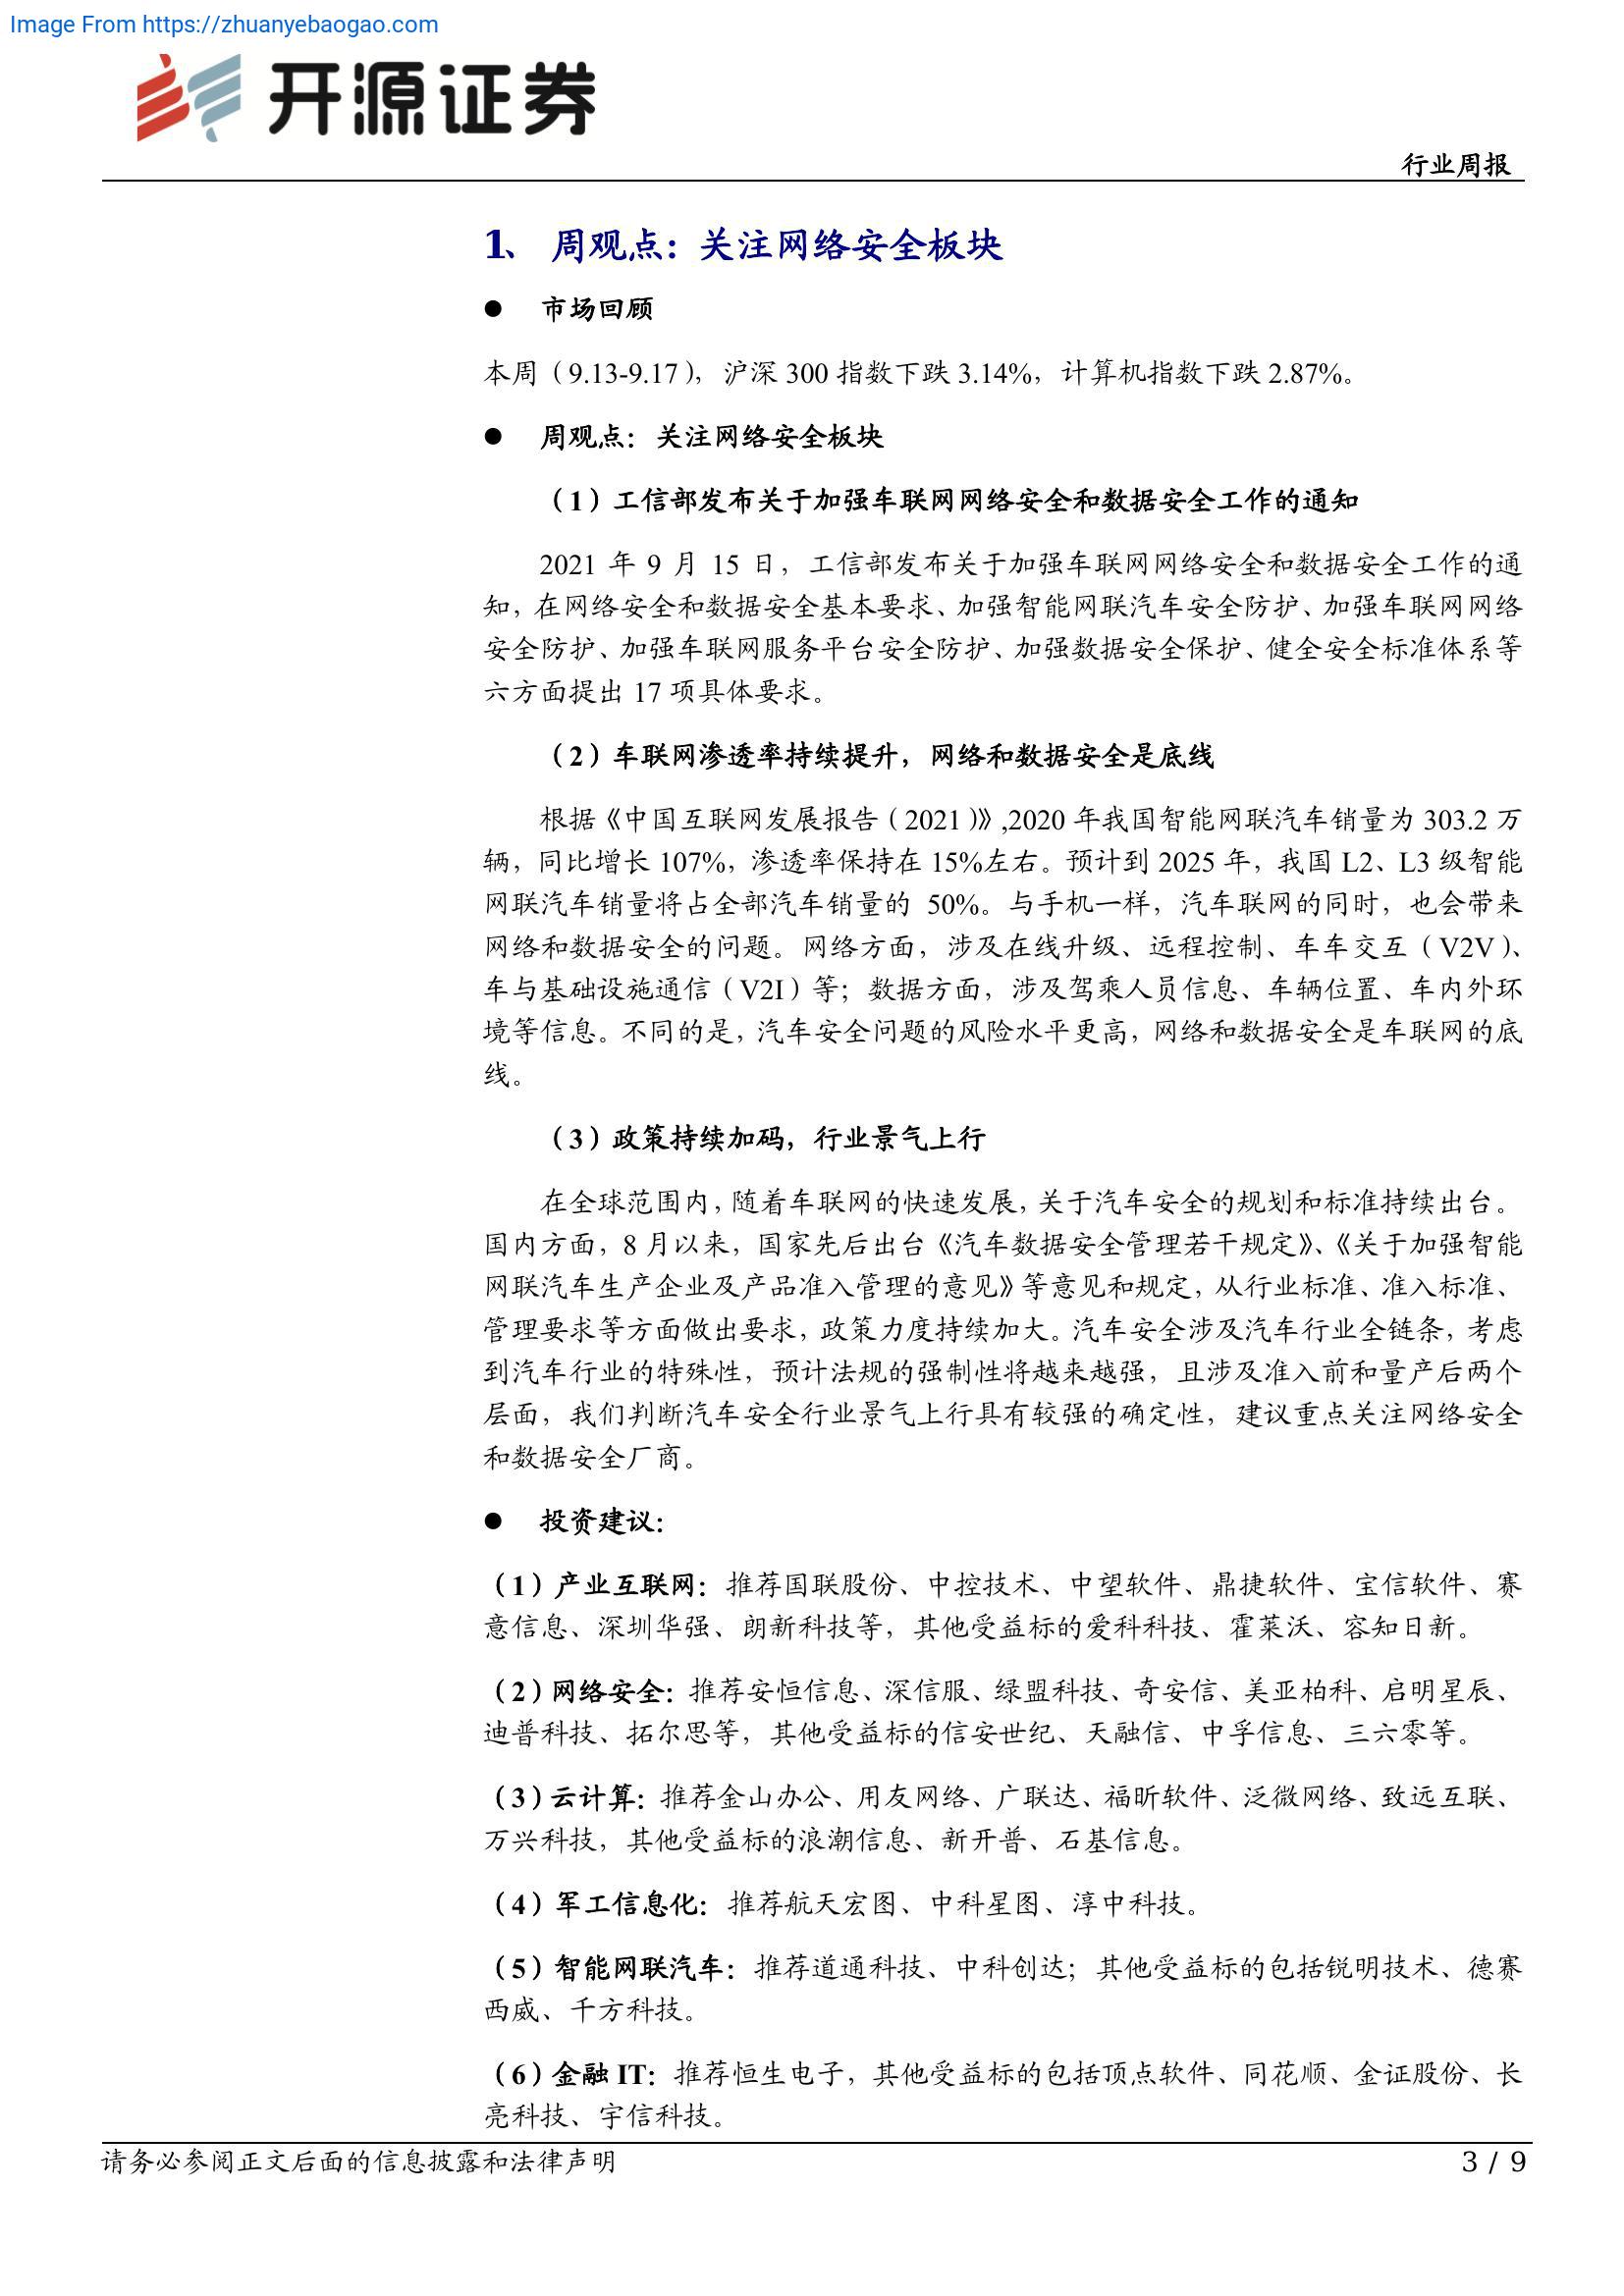 Image From https://zhuanyebaogao.com
开源证券
行业周报
1、 周观点：关注网络安全板块
● 市场回顾
本周（9.13-9.17），沪深 300 指数下跌 3.14%，计算机指数下跌 2.87%。
● 周观点：关注网络安全板块
（1）工信部发布关于加强车联网网络安全和数据安全工作的通知
2021 年 9 月 15 日，工信部发布关于加强车联网网络安全和数据安全工作的通
知，在网络安全和数据安全基本要求、加强智能网联汽车安全防护、加强车联网网络
安全防护、加强车联网服务平台安全防护、加强数据安全保护、健全安全标准体系等
六方面提出 17 项具体要求。
（2）车联网渗透率持续提升，网络和数据安全是底线
根据《中国互联网发展报告（2021）》,2020 年我国智能网联汽车销量为 303.2 万
辆，同比增长 107%，渗透率保持在 15%左右。预计到 2025 年，我国 L2、L3 级智能
网联汽车销量将占全部汽车销量的 50%。与手机一样，汽车联网的同时，也会带来
网络和数据安全的问题。网络方面，涉及在线升级、远程控制、车车交互（V2V）、
车与基础设施通信（V2I）等；数据方面，涉及驾乘人员信息、车辆位置、车内外环
境等信息。不同的是，汽车安全问题的风险水平更高，网络和数据安全是车联网的底
线。
（3）政策持续加码，行业景气上行
在全球范围内，随着车联网的快速发展，关于汽车安全的规划和标准持续出台。
国内方面，8 月以来，国家先后出台《汽车数据安全管理若干规定》、《关于加强智能
网联汽车生产企业及产品准入管理的意见》等意见和规定，从行业标准、准入标准、
管理要求等方面做出要求，政策力度持续加大。汽车安全涉及汽车行业全链条，考虑
到汽车行业的特殊性，预计法规的强制性将越来越强，且涉及准入前和量产后两个
层面，我们判断汽车安全行业景气上行具有较强的确定性，建议重点关注网络安全
和数据安全厂商。
● 投资建议：
（1）产业互联网：推荐国联股份、中控技术、中望软件、鼎捷软件、宝信软件、赛
意信息、深圳华强、朗新科技等，其他受益标的爱科科技、霍莱沃、容知日新。
（2）网络安全：推荐安恒信息、深信服、绿盟科技、奇安信、美亚柏科、启明星辰、
迪普科技、拓尔思等，其他受益标的信安世纪、天融信、中孚信息、三六零等。
（3）云计算：推荐金山办公、用友网络、广联达、福昕软件、泛微网络、致远互联、
万兴科技，其他受益标的浪潮信息、新开普、石基信息。
（4）军工信息化：推荐航天宏图、中科星图、淳中科技。
（5）智能网联汽车：推荐道通科技、中科创达；其他受益标的包括锐明技术、德赛
西威、千方科技。
（6）金融 IT：推荐恒生电子，其他受益标的包括顶点软件、同花顺、金证股份、长
亮科技、宇信科技。
请务必参阅正文后面的信息披露和法律声明
3 / 9